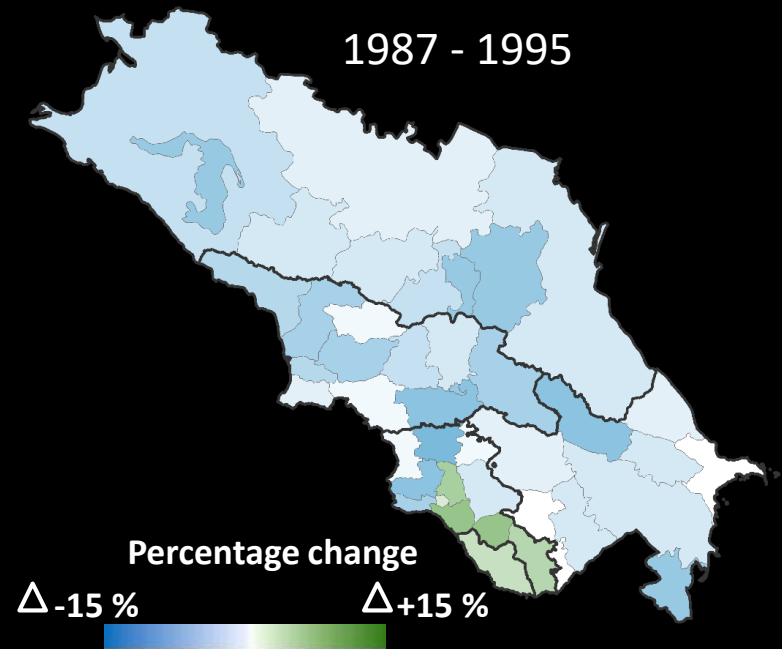 1987 - 1995
Percentage change
Δ -15 %
Δ +15 %